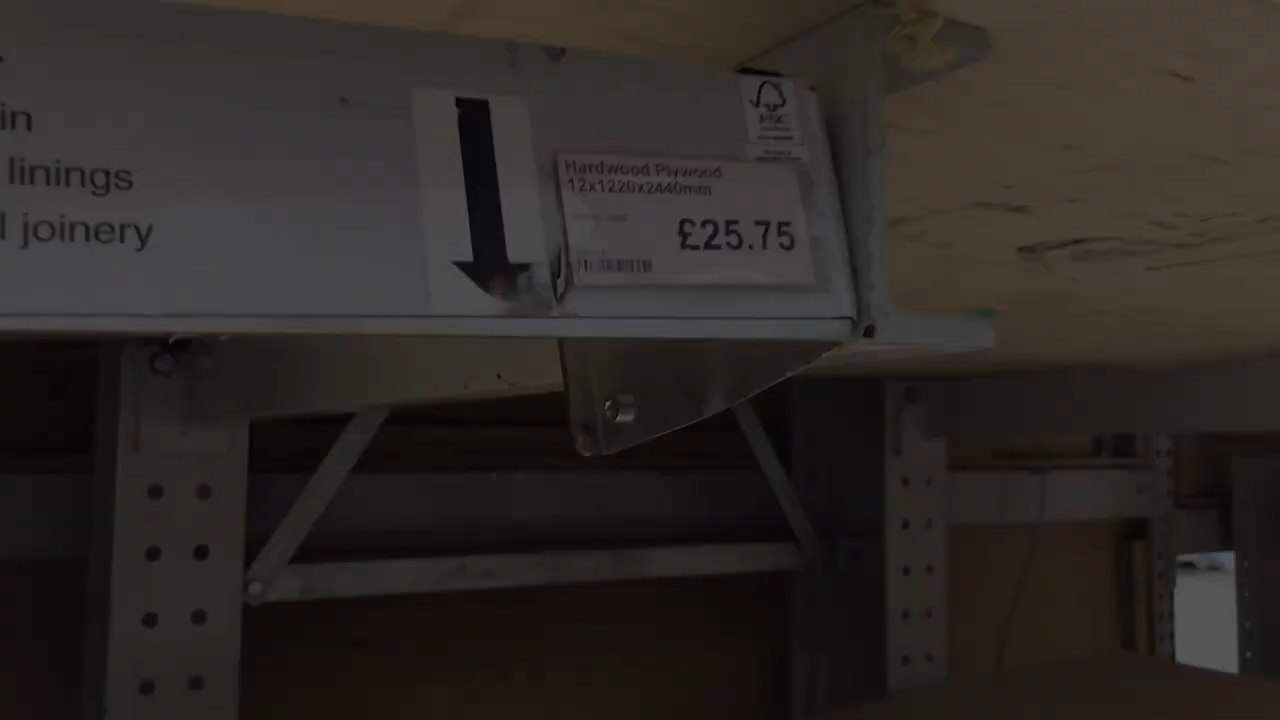 in
linings
joinery
FSC
Hardwood Plywood
12x1220x2440mm
£25.75